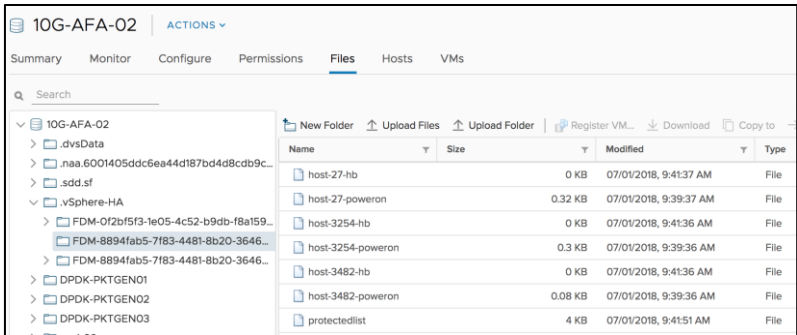 10G-AFA-02 ACTIONS
Summary Monitor Configure Permissions Files Hosts VMs
Search
10G-AFA-02
.dvsData
.naa.6001405ddc6ea44d187bd4d8cdb9c...
.sdd.sf
.vSphere-HA
FDM-0f2bf5f3-1e05-4c52-b9db-f8a159...
FDM-8894fab5-7f83-4481-8b20-3646...
FDM-8894fab5-7f83-4481-8b20-3646...
DPDK-PKTGEN01
DPDK-PKTGEN02
DPDK-PKTGEN03
New Folder Upload Files Upload Folder Register VM... Download Copy to
Name Size Modified Type
host-27-hb 0 KB 07/01/2018, 9:41:37 AM File
host-27-poweron 0.32 KB 07/01/2018, 9:39:37 AM File
host-3254-hb 0 KB 07/01/2018, 9:41:36 AM File
host-3254-poweron 0.3 KB 07/01/2018, 9:39:36 AM File
host-3482-hb 0 KB 07/01/2018, 9:41:36 AM File
host-3482-poweron 0.08 KB 07/01/2018, 9:39:36 AM File
protectedlist 4 KB 07/01/2018, 9:41:51 AM File